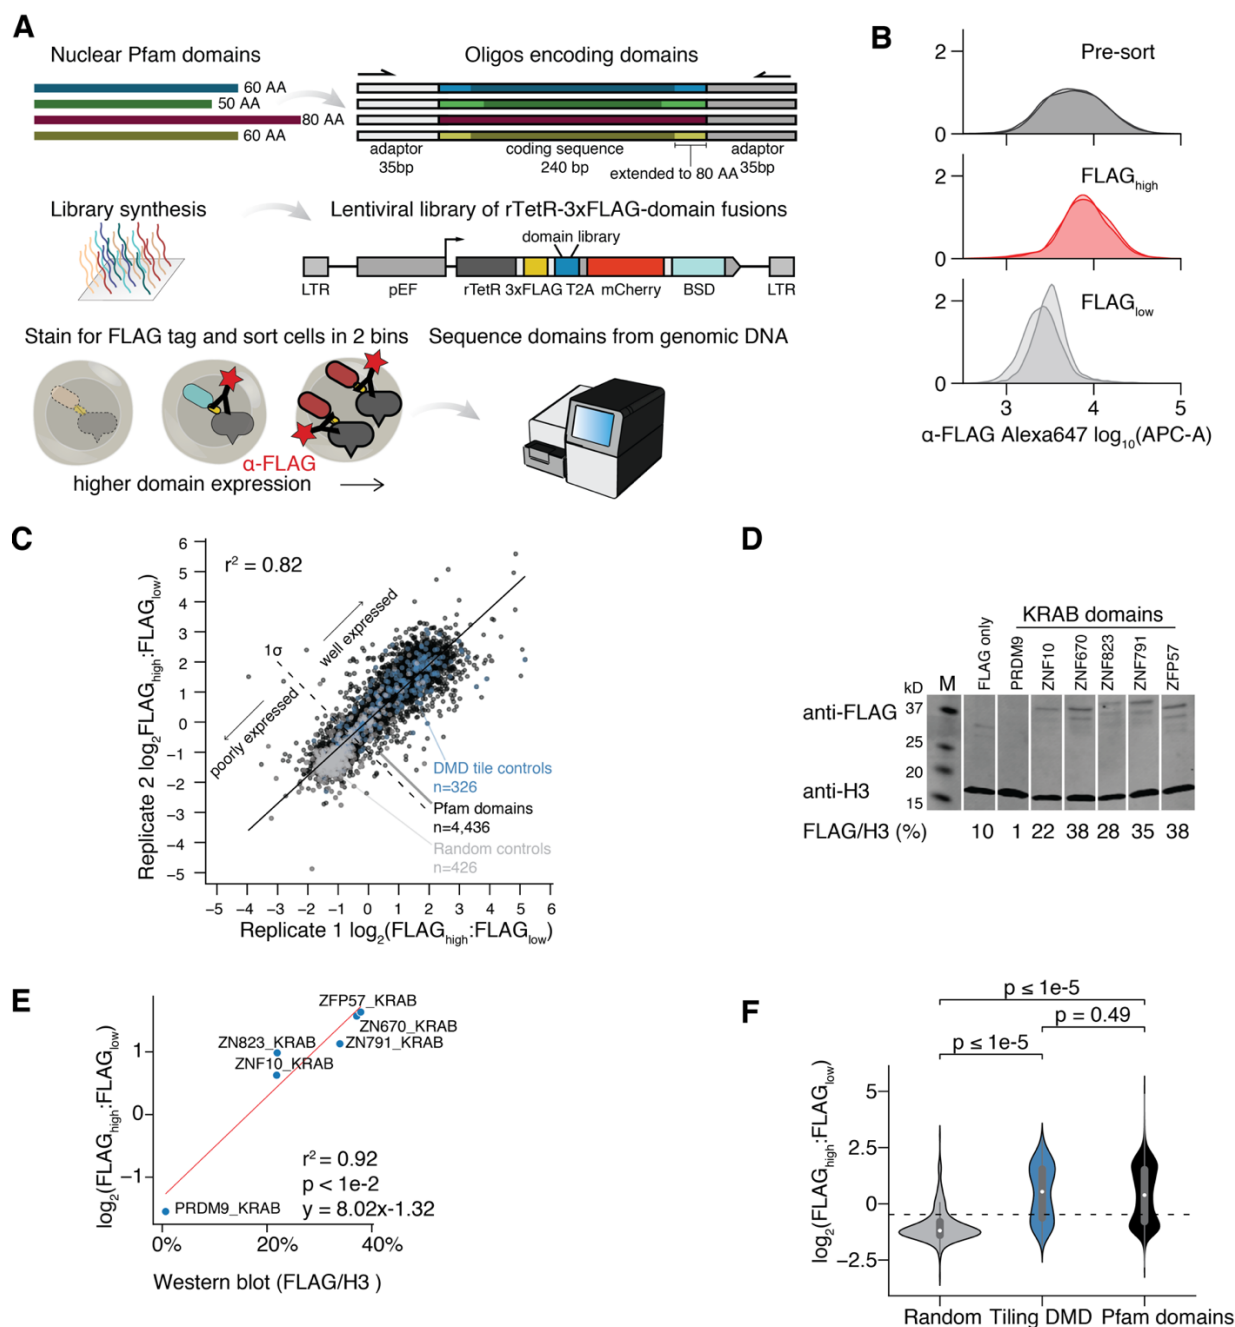 A
Nuclear Pfam domains
60 AA
50 AA
80 AA
60 AA
Oligos encoding domains
adaptor
35bp
coding sequence
240 bp
extended to 80 AA
adaptor
35bp
Library synthesis
Lentiviral library of rTetR-3xFLAG-domain fusions
domain library
LTR
pEF
rTetR 3xFLAG T2A mCherry
BSD
LTR
Stain for FLAG tag and sort cells in 2 bins
Sequence domains from genomic DNA
α-FLAG
higher domain expression
B
Pre-sort
2
0
FLAGhigh
2
0
FLAGlow
2
0
3 4 5
α-FLAG Alexa647 log10(APC-A)
C
r2 = 0.82
Replicate 2 log2FLAGhigh:FLAGlow)
6
5
4
3
2
1
0
−1
−2
−3
−4
−5
1σ
well expressed
poorly expressed
DMD tile controls
n=326
Pfam domains
n=4,436
Random controls
n=426
−5 −4 −3 −2 −1 0 1 2 3 4 5 6
Replicate 1 log2(FLAGhigh:FLAGlow)
D
KRAB domains
kD
M
FLAG only
PRDM9
ZNF10
ZNF670
ZNF823
ZNF791
ZFP57
anti-FLAG
37
25
20
anti-H3
15
FLAG/H3 (%) 10 1 22 38 28 35 38
E
log2(FLAGhigh:FLAGlow)
1
0
−1
ZFP57_KRAB
ZN670_KRAB
ZN823_KRAB
ZN791_KRAB
ZNF10_KRAB
r2 = 0.92
p < 1e-2
y = 8.02x-1.32
PRDM9_KRAB
0% 20% 40%
Western blot (FLAG/H3 )
F
p ≤ 1e-5
p = 0.49
p ≤ 1e-5
log2(FLAGhigh:FLAGlow)
5
2.5
0
−2.5
Random Tiling DMD Pfam domains